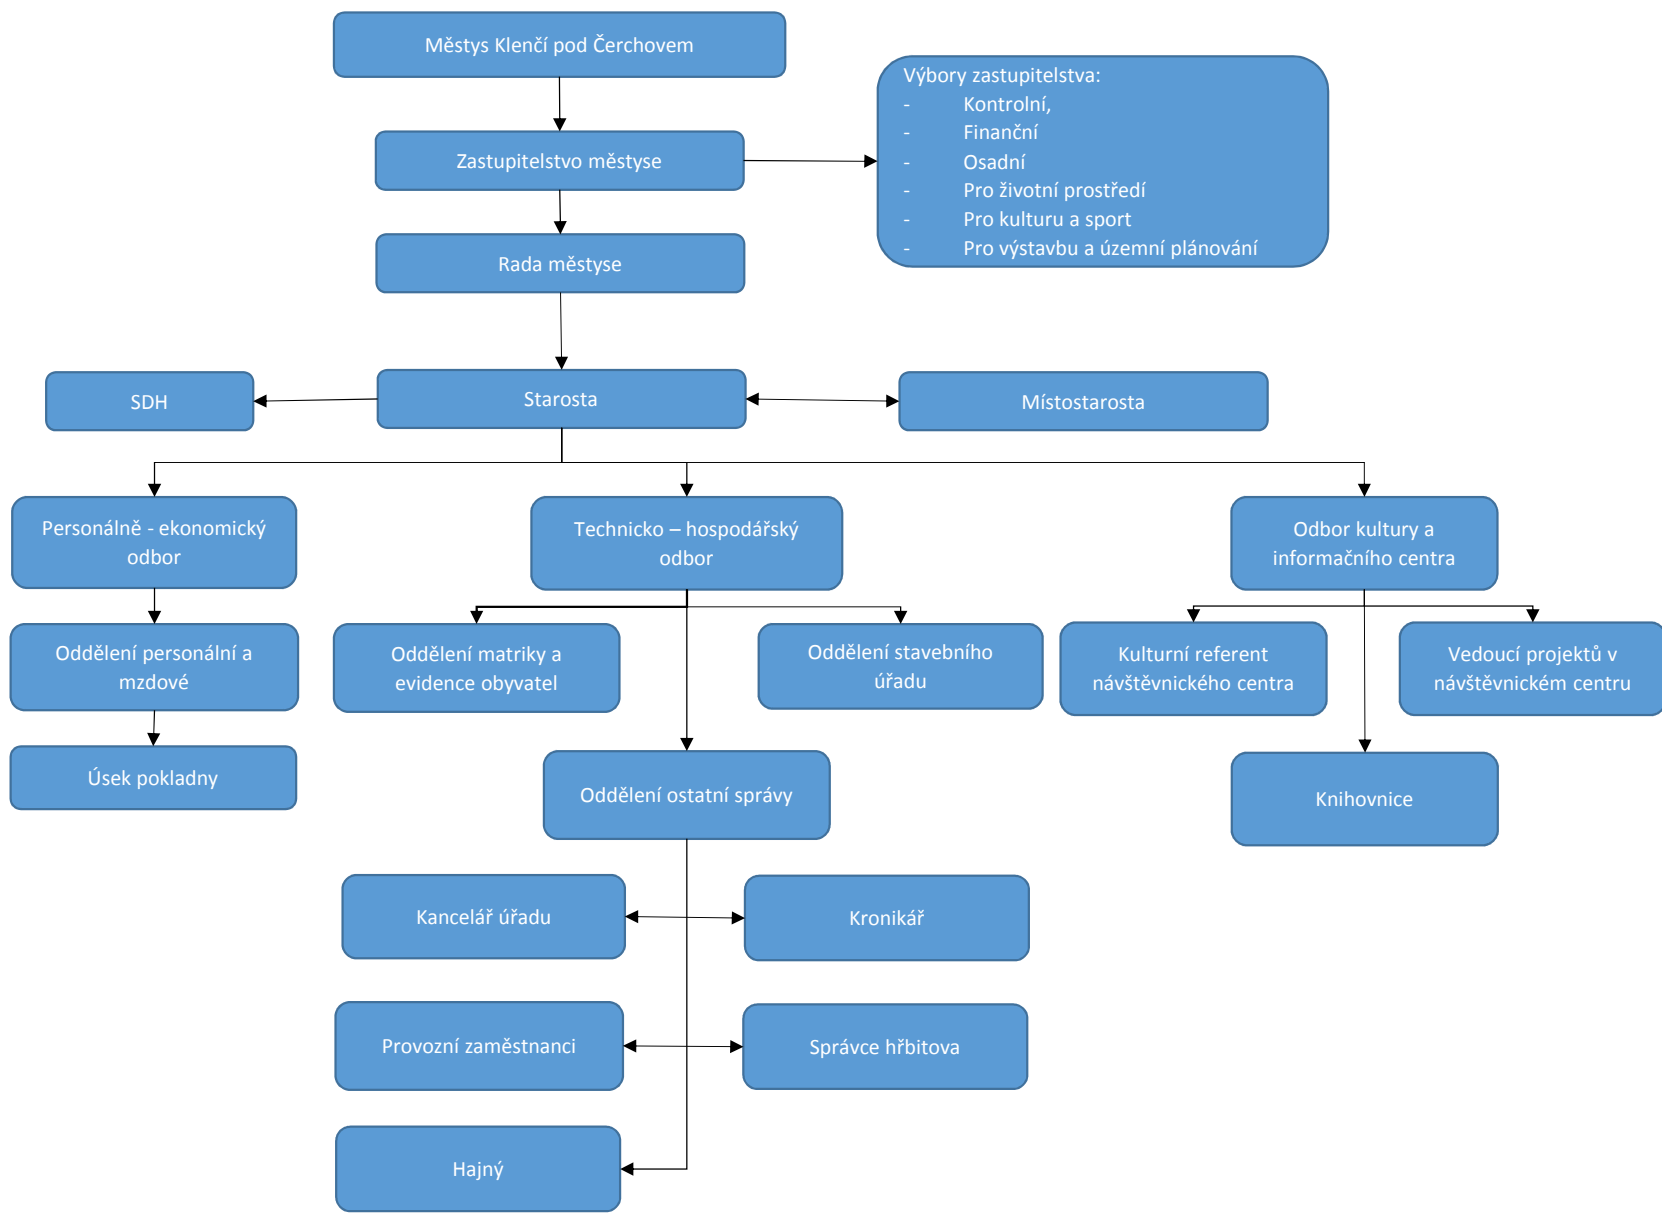 Městys Klenčí pod Čerchovem
Výbory zastupitelstva:
- Kontrolní,
- Finanční
- Osadní
- Pro životní prostředí
- Pro kulturu a sport
- Pro výstavbu a územní plánování
Zastupitelstvo městyse
Rada městyse
SDH
Starosta
Místostarosta
Personálně - ekonomický
odbor
Technicko – hospodářský
odbor
Odbor kultury a
informačního centra
Oddělení personální a
mzdové
Oddělení matriky a
evidence obyvatel
Oddělení stavebního
úřadu
Kulturní referent
návštěvnického centra
Vedoucí projektů v
návštěvnickém centru
Úsek pokladny
Oddělení ostatní správy
Knihovnice
Kancelář úřadu
Kronikář
Provozní zaměstnanci
Správce hřbitova
Hajný